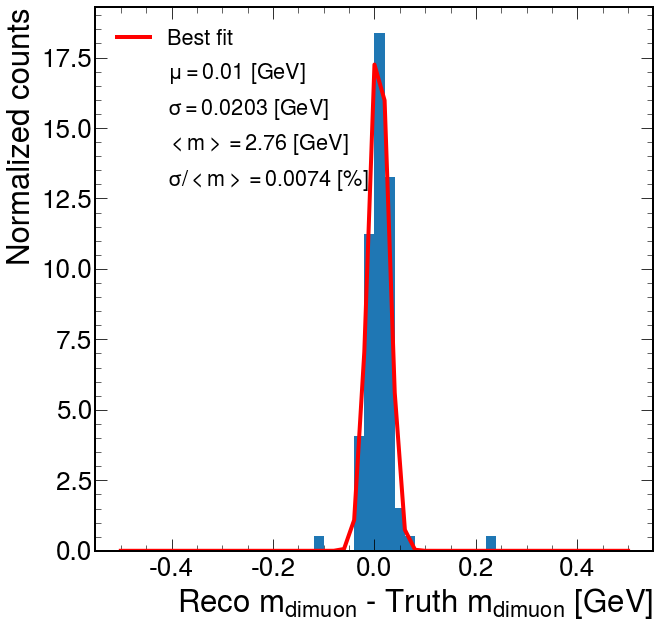 Normalized counts
17.5
15.0
12.5
10.0
7.5
5.0
2.5
0.0
Best fit
μ = 0.01 [GeV]
σ = 0.0203 [GeV]
< m > = 2.76 [GeV]
σ/< m > = 0.0074 [%]
-0.4 -0.2 0.0 0.2 0.4
Reco m_dimuon - Truth m_dimuon [GeV]